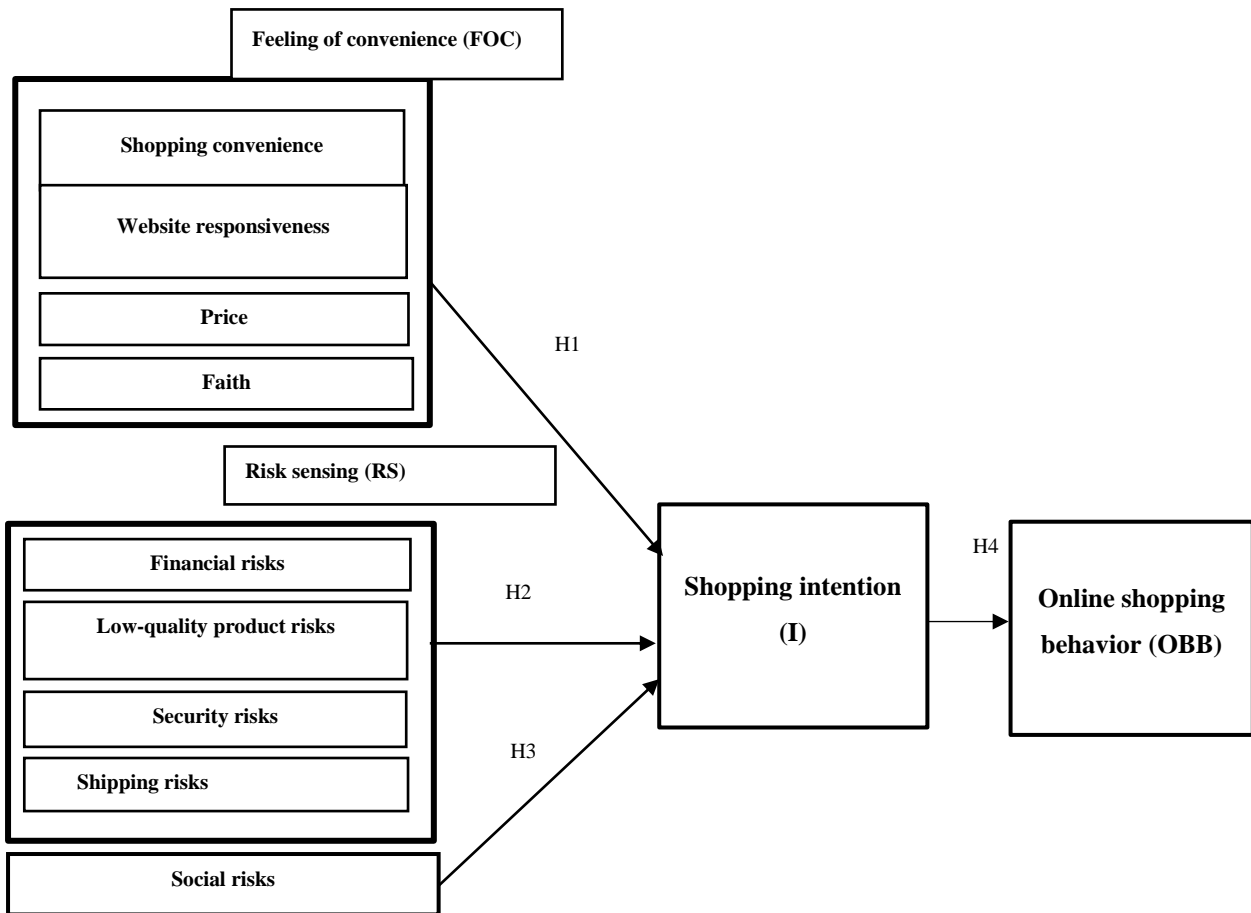 Feeling of convenience (FOC)
Shopping convenience
Website responsiveness
Price
Faith
H1
Risk sensing (RS)
Financial risks
Low-quality product risks
Security risks
Shipping risks
Social risks
H2
H3
Shopping intention
(I)
H4
Online shopping
behavior (OBB)